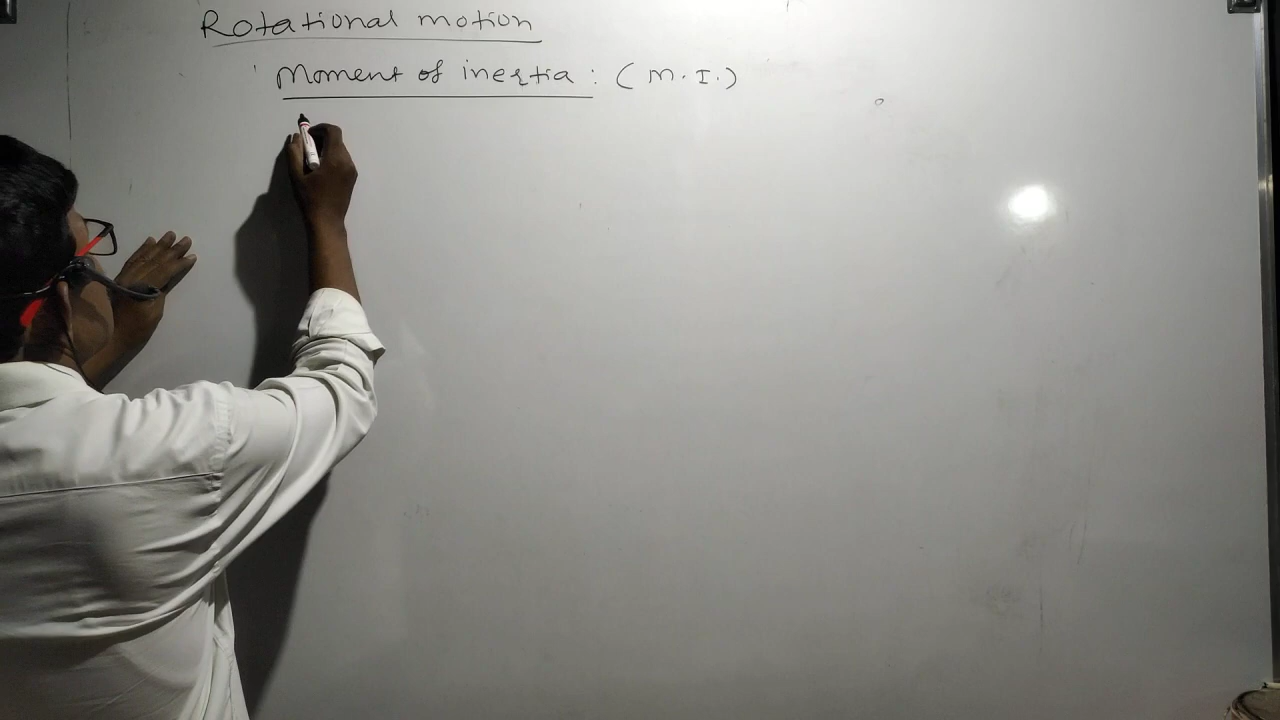 Rotational motion
Moment of inertia : ( M. I. )